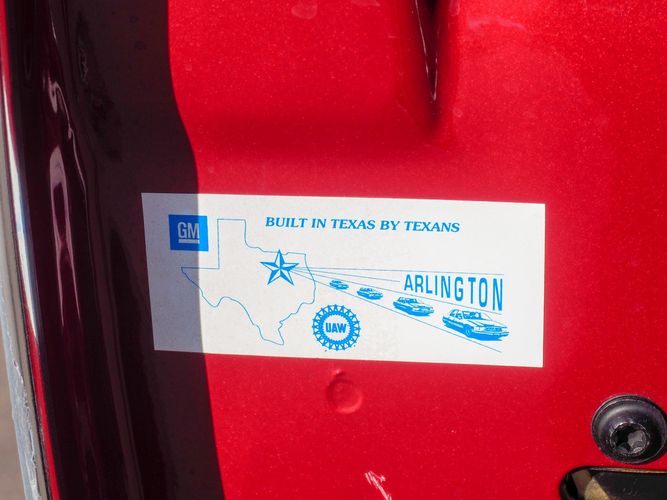 GM
BUILT IN TEXAS BY TEXANS
ARLINGTON
UAW